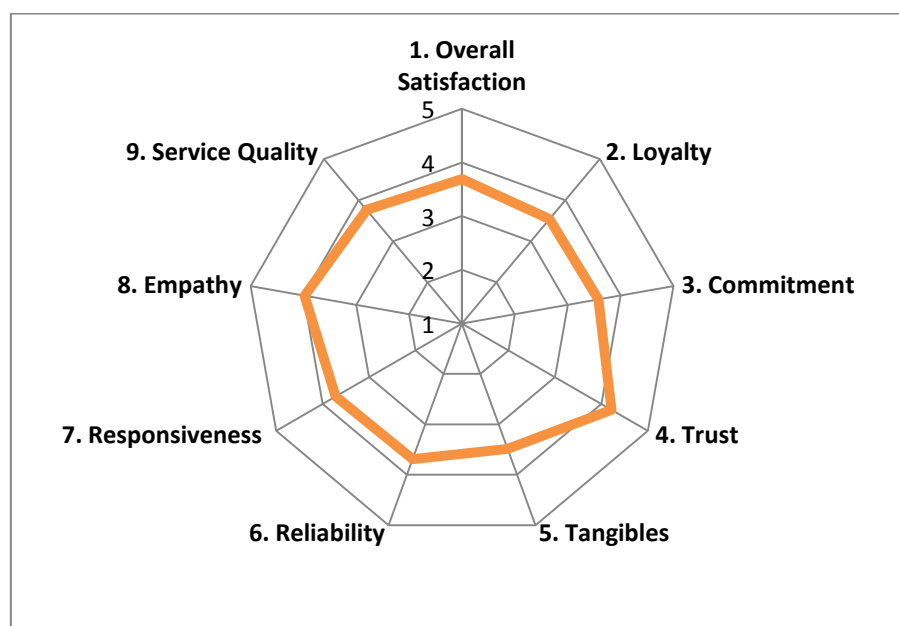 1. Overall
Satisfaction
5
9. Service Quality
2. Loyalty
4
3
8. Empathy
3. Commitment
2
1
7. Responsiveness
4. Trust
6. Reliability
5. Tangibles